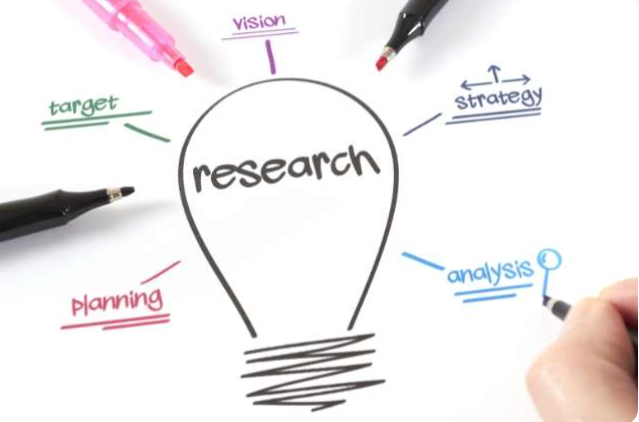 vision
target
strategy
research
analysis
planning